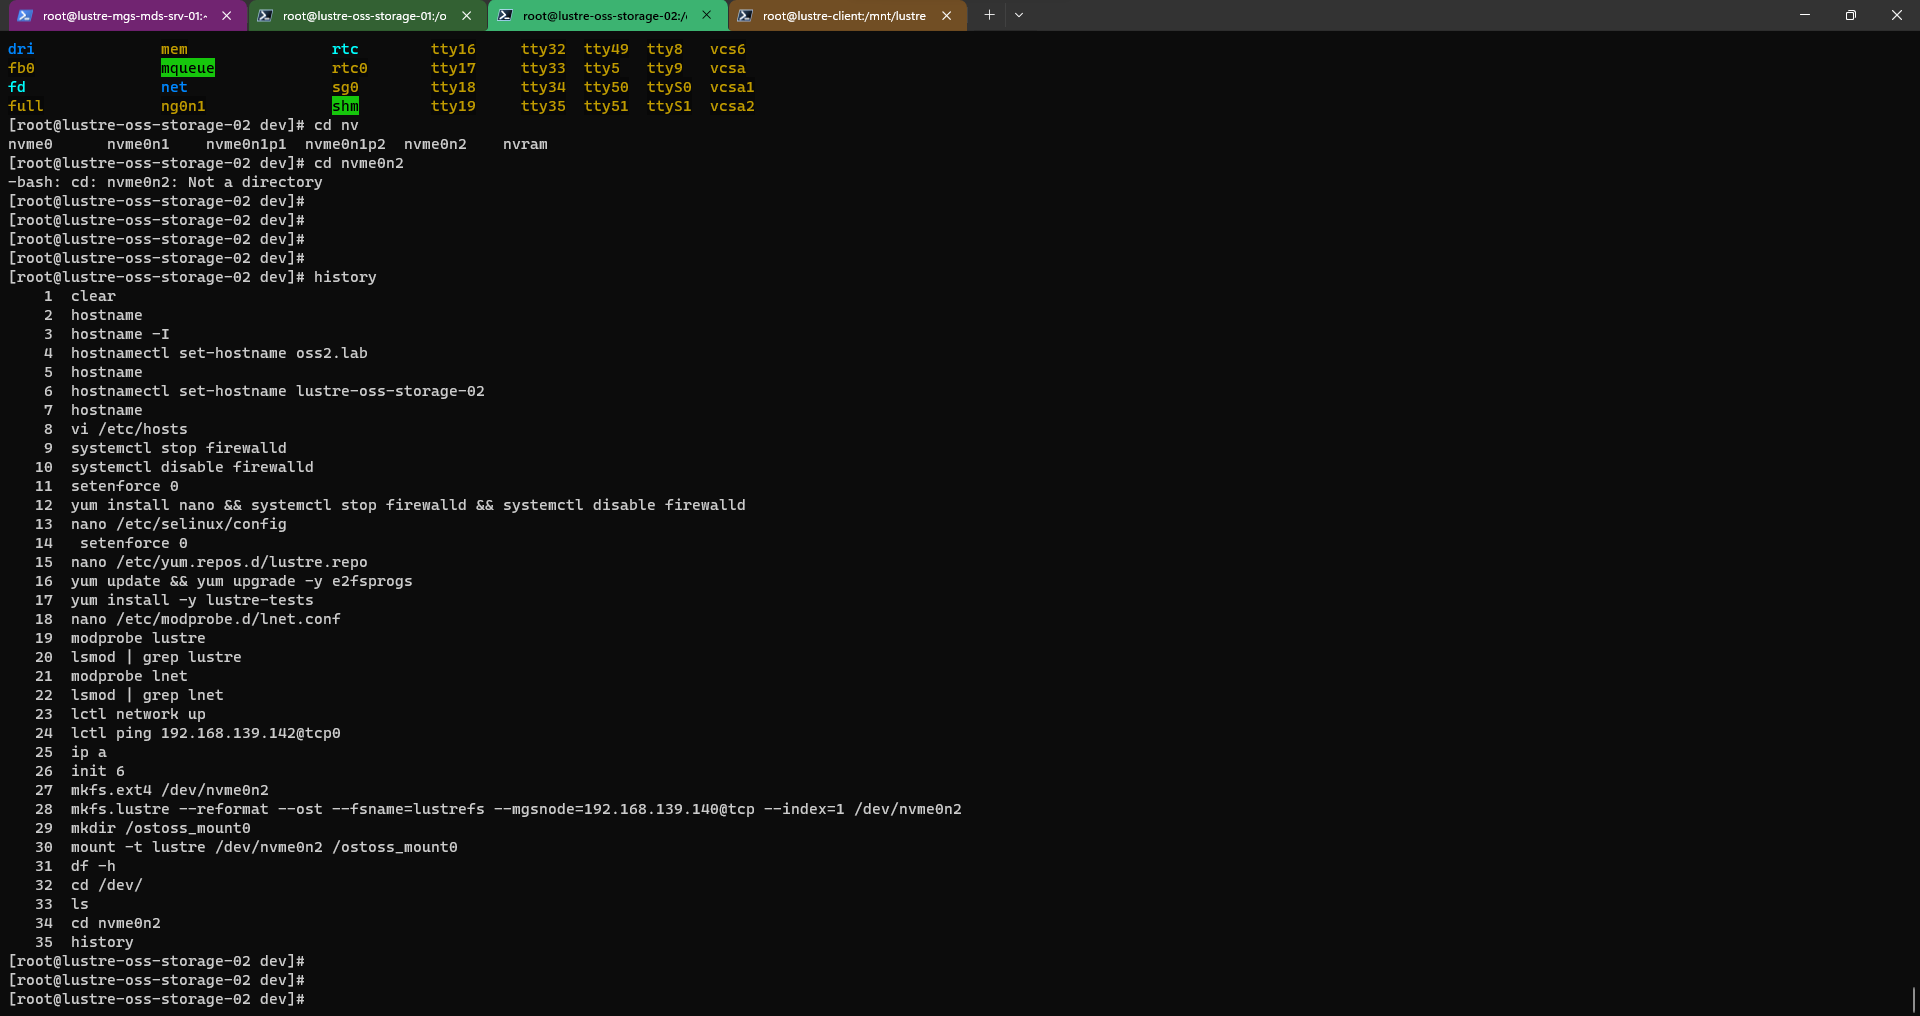 root@lustre-mgs-mds-srv-01:~ root@lustre-oss-storage-01:/o root@lustre-oss-storage-02:/ root@lustre-client:/mnt/lustre
dri mem rtc tty16 tty32 tty49 tty8 vcs6
fb0 mqueue rtc0 tty17 tty33 tty5 tty9 vcsa
fd net sg0 tty18 tty34 tty50 ttyS0 vcsa1
full ng0n1 shm tty19 tty35 tty51 ttyS1 vcsa2
[root@lustre-oss-storage-02 dev]# cd nv
nvme0 nvme0n1 nvme0n1p1 nvme0n1p2 nvme0n2 nvram
[root@lustre-oss-storage-02 dev]# cd nvme0n2
-bash: cd: nvme0n2: Not a directory
[root@lustre-oss-storage-02 dev]#
[root@lustre-oss-storage-02 dev]#
[root@lustre-oss-storage-02 dev]#
[root@lustre-oss-storage-02 dev]#
[root@lustre-oss-storage-02 dev]# history
1 clear
2 hostname
3 hostname -I
4 hostnamectl set-hostname oss2.lab
5 hostname
6 hostnamectl set-hostname lustre-oss-storage-02
7 hostname
8 vi /etc/hosts
9 systemctl stop firewalld
10 systemctl disable firewalld
11 setenforce 0
12 yum install nano && systemctl stop firewalld && systemctl disable firewalld
13 nano /etc/selinux/config
14 setenforce 0
15 nano /etc/yum.repos.d/lustre.repo
16 yum update && yum upgrade -y e2fsprogs
17 yum install -y lustre-tests
18 nano /etc/modprobe.d/lnet.conf
19 modprobe lustre
20 lsmod | grep lustre
21 modprobe lnet
22 lsmod | grep lnet
23 lctl network up
24 lctl ping 192.168.139.142@tcp0
25 ip a
26 init 6
27 mkfs.ext4 /dev/nvme0n2
28 mkfs.lustre --reformat --ost --fsname=lustrefs --mgsnode=192.168.139.140@tcp --index=1 /dev/nvme0n2
29 mkdir /ostoss_mount0
30 mount -t lustre /dev/nvme0n2 /ostoss_mount0
31 df -h
32 cd /dev/
33 ls
34 cd nvme0n2
35 history
[root@lustre-oss-storage-02 dev]#
[root@lustre-oss-storage-02 dev]#
[root@lustre-oss-storage-02 dev]#